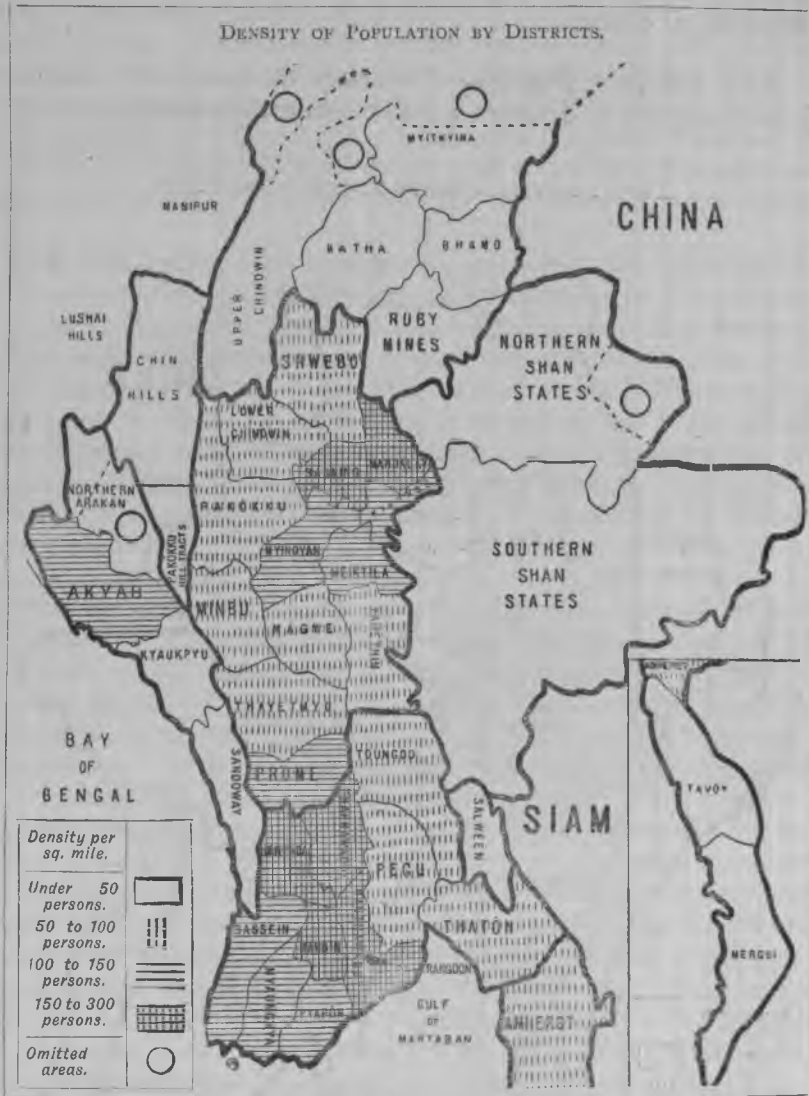 DENSITY OF POPULATION BY DISTRICTS.
MYITKYINA
MANIPUR
CHINA
KATHA
BHAMO
UPPER
CHINDWIN
LUSHAI
HILLS
RUBY
MINES
NORTHERN
SHAN
STATES
CHIN
HILLS
SHWEBO
LOWER
CHINDWIN
NORTHERN
ARAKAN
PAKÔKKU
PAKOKKU
HILL TRACTS
MYINGYAN
MEIKTILA
SOUTHERN
SHAN
STATES
AKYAB
MINBU
MAGWE
KYAUKPYU
THAYETMYO
BAY
OF
BENGAL
SANDOWAY
PROME
TOUNGOO
SALWEEN
SIAM
TAVOY
PEGU
THATÔN
BASSEIN
RANGOON
GULF
OF
MARTABAN
AMHERST
MERGUI
PYAPÔN
Density per
sq. mile.
Under 50
persons.
50 to 100
persons.
100 to 150
persons.
150 to 300
persons.
Omitted
areas.